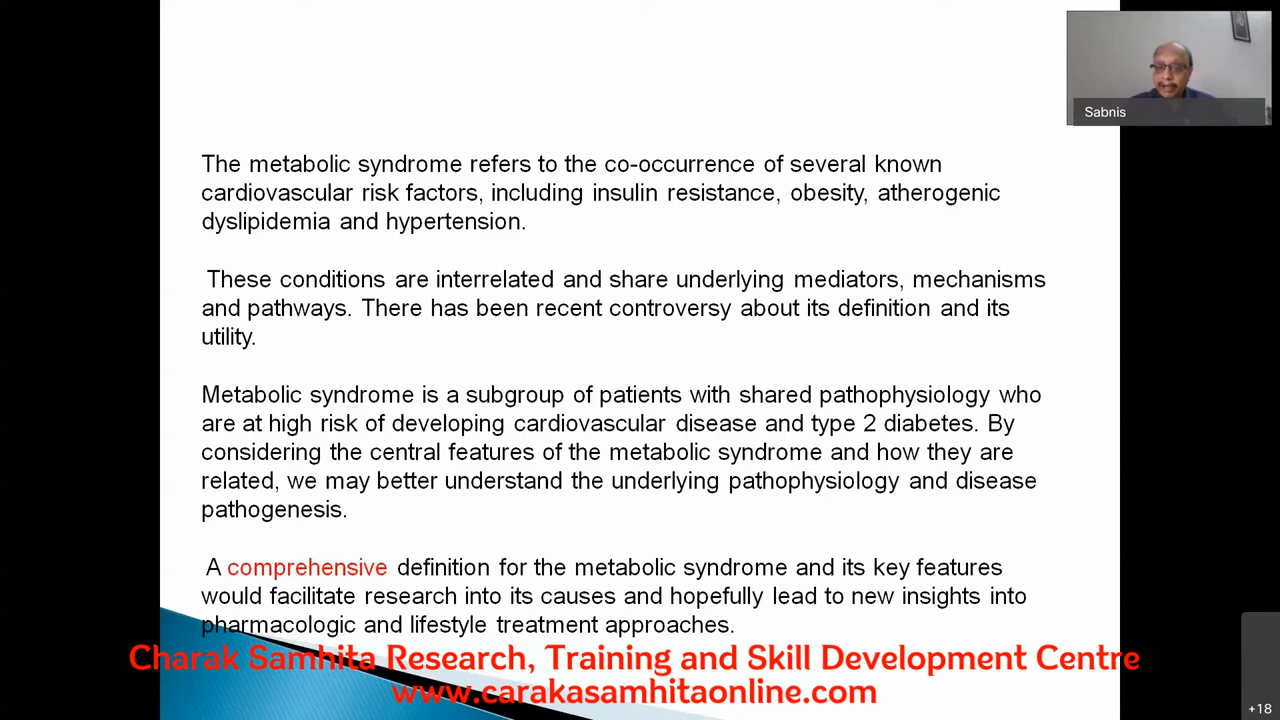 Sabnis
The metabolic syndrome refers to the co-occurrence of several known
cardiovascular risk factors, including insulin resistance, obesity, atherogenic
dyslipidemia and hypertension.
These conditions are interrelated and share underlying mediators, mechanisms
and pathways. There has been recent controversy about its definition and its
utility.
Metabolic syndrome is a subgroup of patients with shared pathophysiology who
are at high risk of developing cardiovascular disease and type 2 diabetes. By
considering the central features of the metabolic syndrome and how they are
related, we may better understand the underlying pathophysiology and disease
pathogenesis.
A comprehensive definition for the metabolic syndrome and its key features
would facilitate research into its causes and hopefully lead to new insights into
pharmacologic and lifestyle treatment approaches.
Charak Samhita Research, Training and Skill Development Centre
www.carakasamhitaonline.com
+18